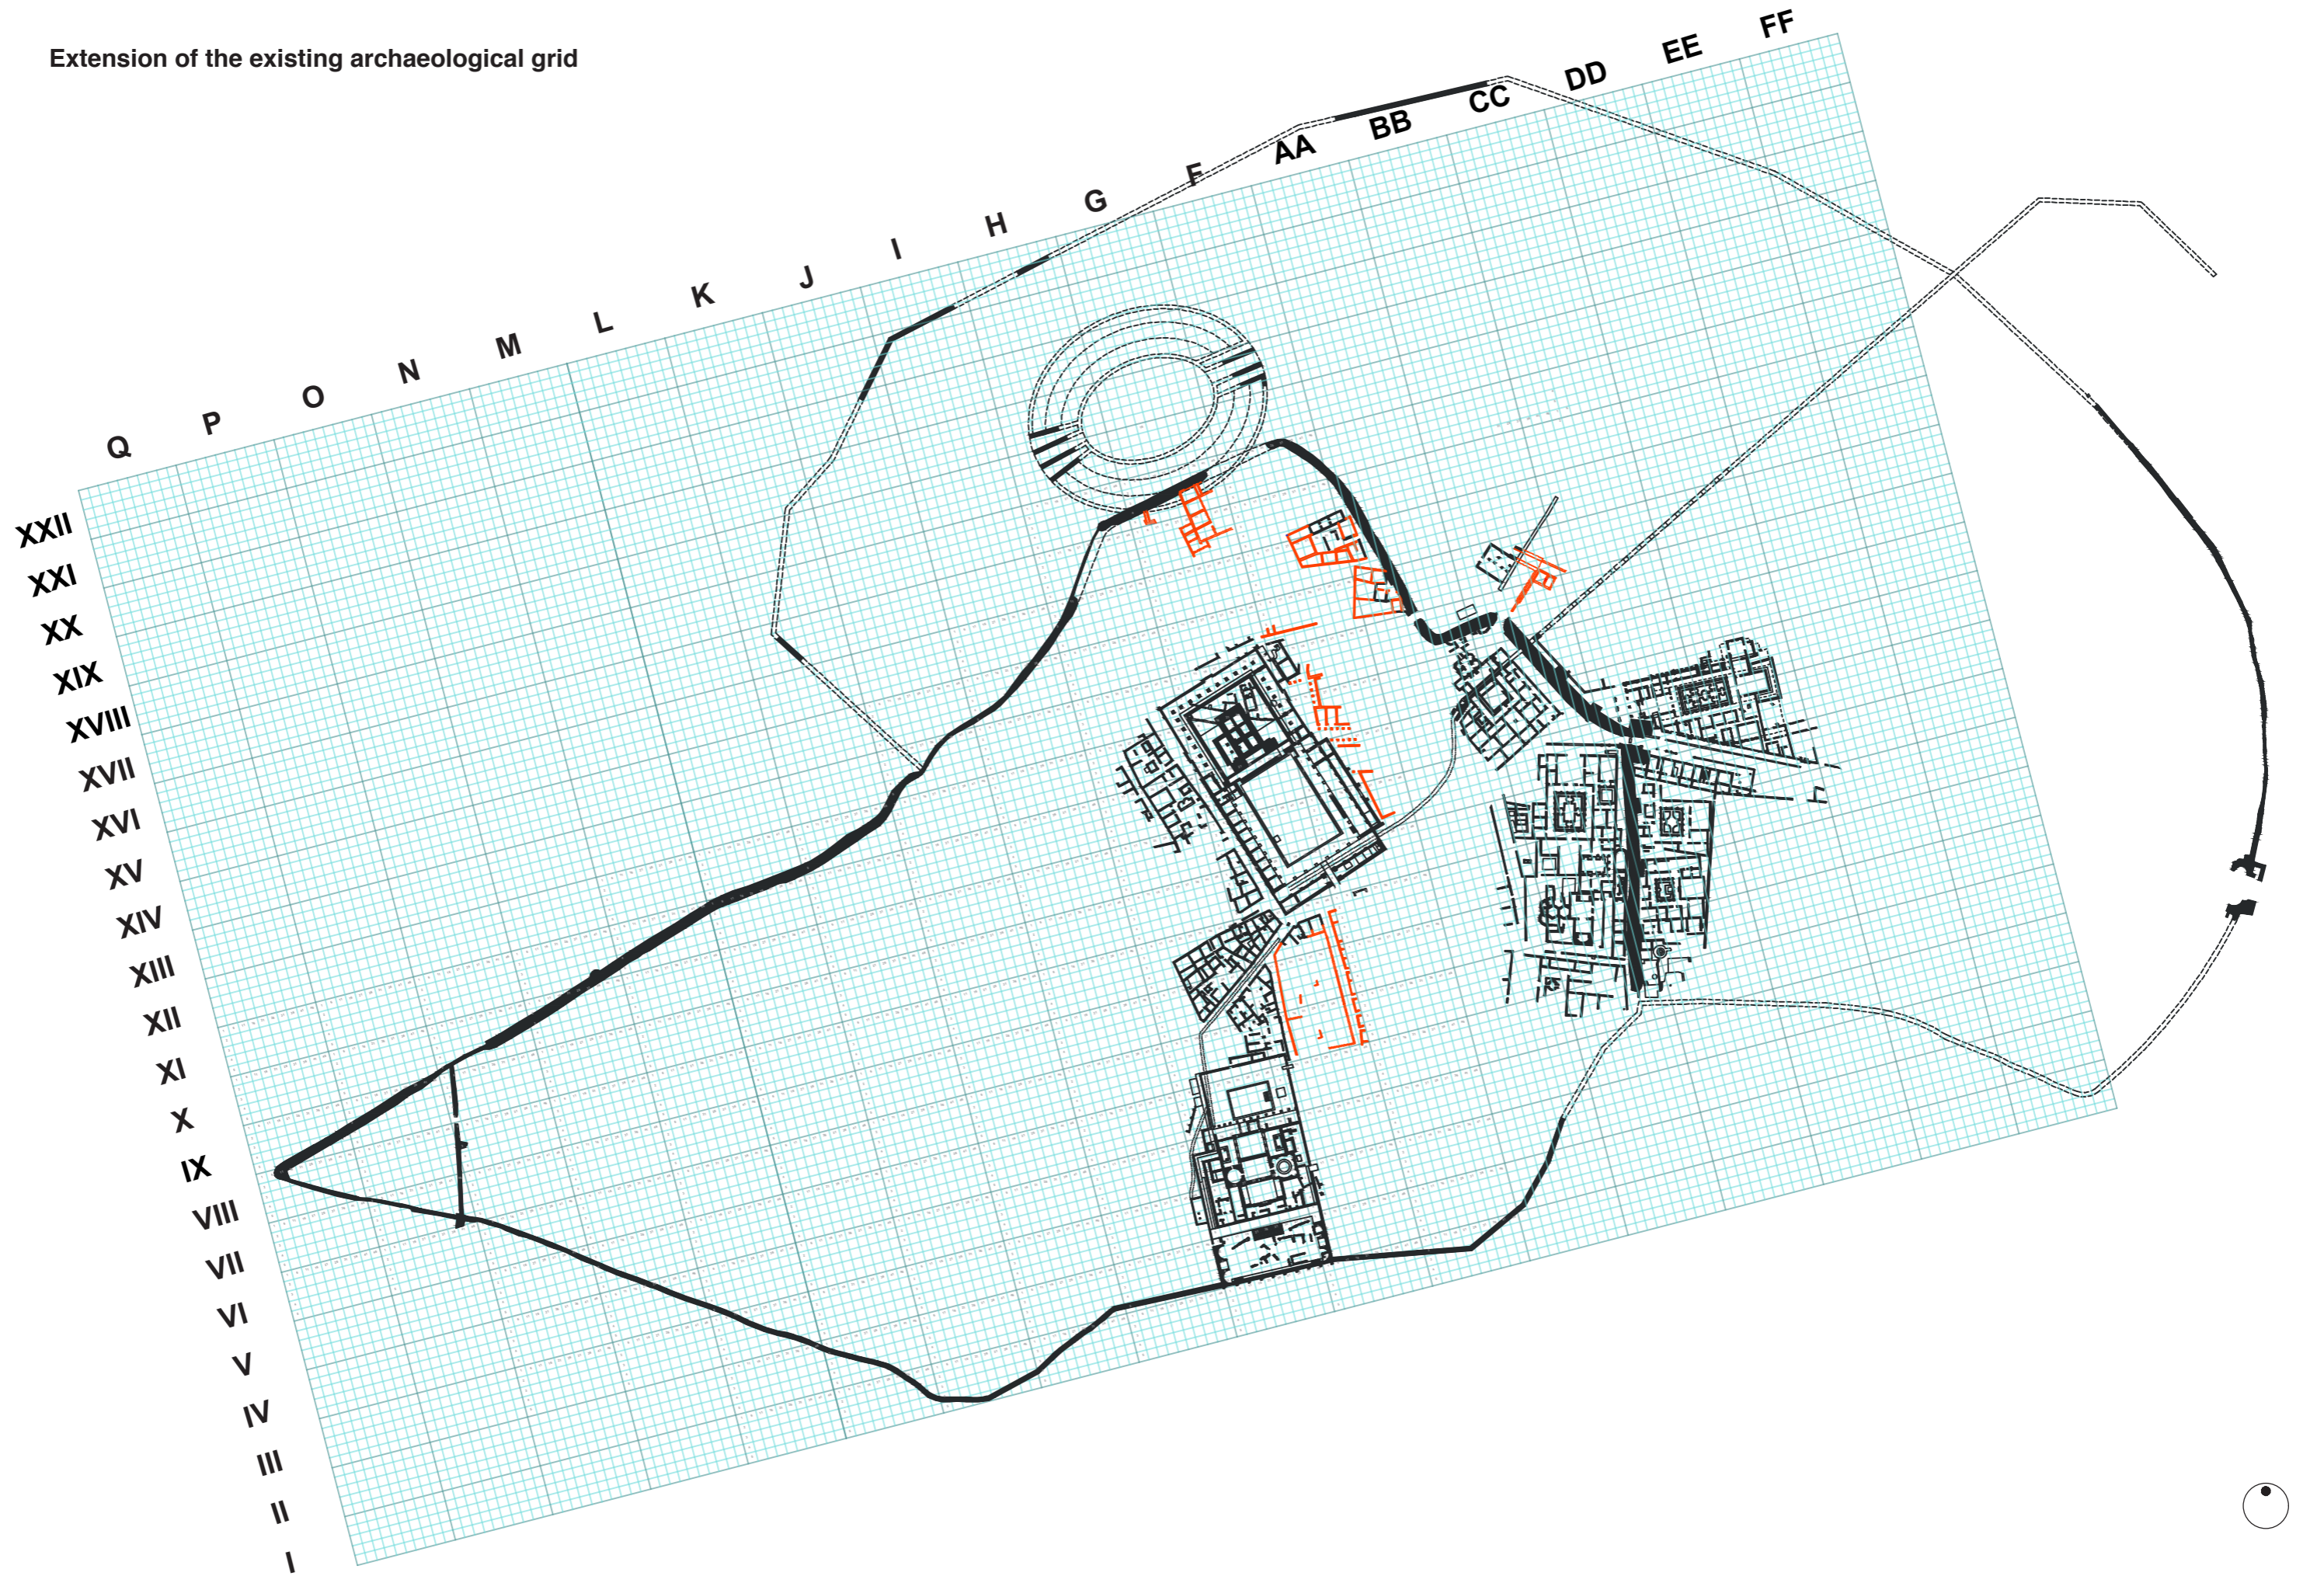 Extension of the existing archaeological grid
FF
EE
DD
CC
BB
AA
F
G
H
I
J
K
L
M
N
O
P
Q
XXII
XXI
XX
XIX
XVIII
XVII
XVI
XV
XIV
XIII
XII
XI
X
IX
VIII
VII
VI
V
IV
III
II
I